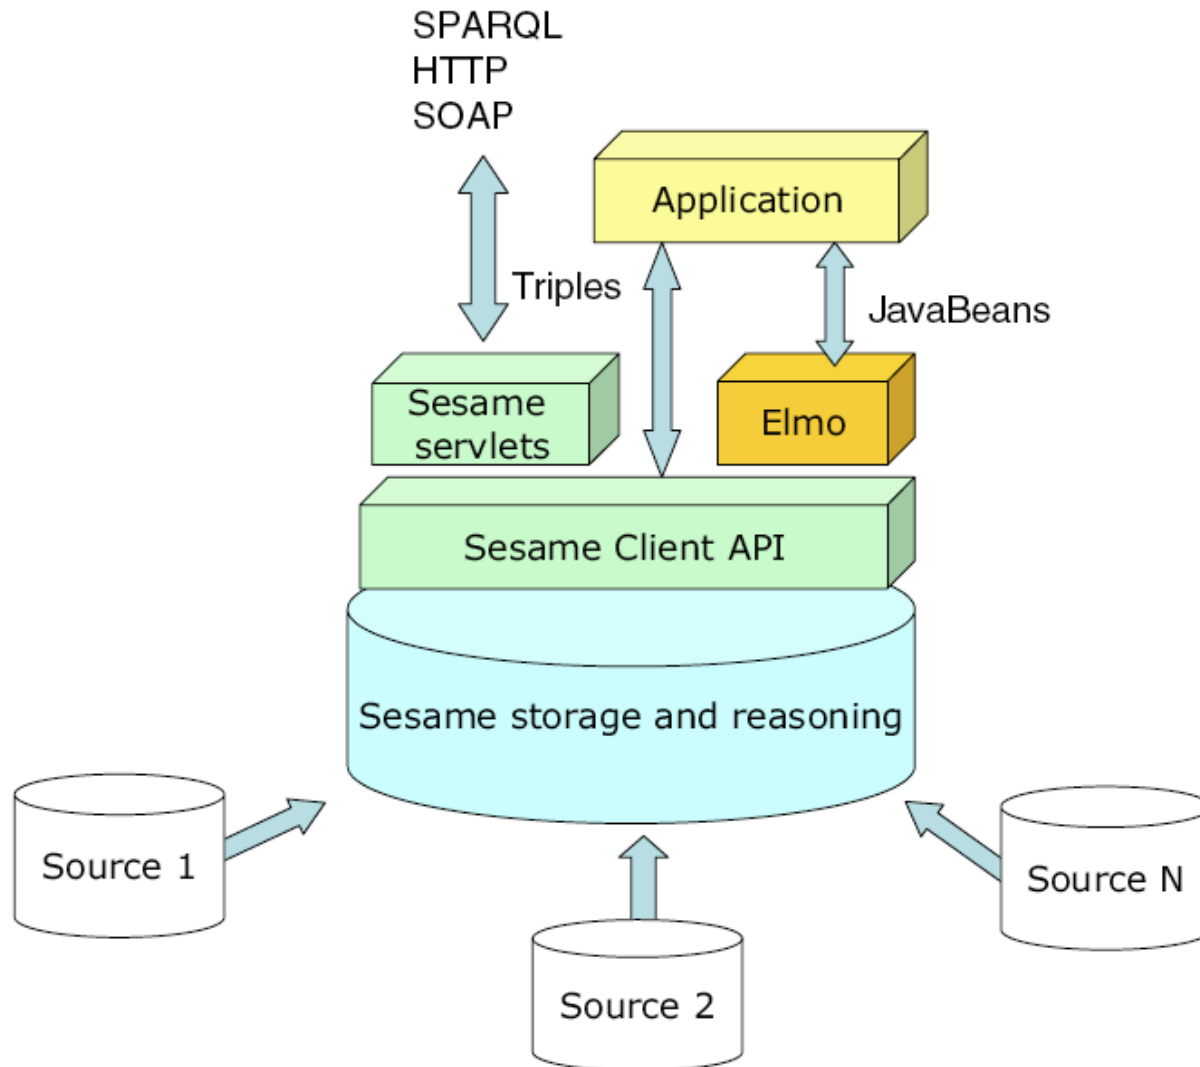 SPARQL
HTTP
SOAP
Application
Triples
JavaBeans
Sesame
servlets
Elmo
Sesame Client API
Sesame storage and reasoning
Source 1
Source N
Source 2